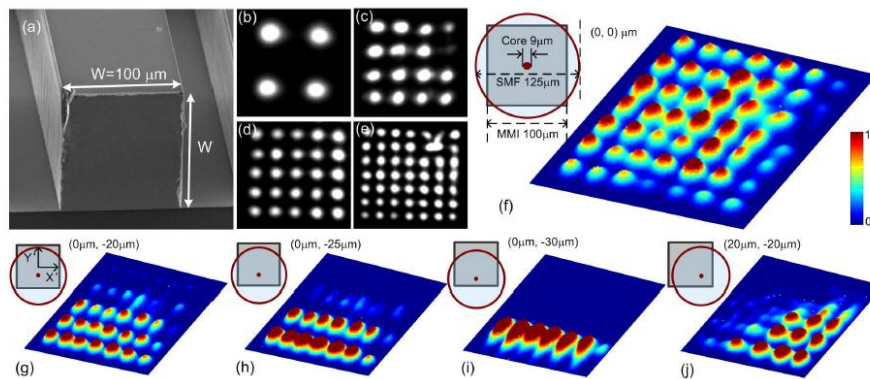 (a)
W=100 μm
W
(b)
(c)
(d)
(e)
Core 9μm
SMF 125μm
MMI 100μm
(0, 0) μm
(f)
1
0
(0μm, -20μm)
Y'
X'
(g)
(0μm, -25μm)
(h)
(0μm, -30μm)
(i)
(20μm, -20μm)
(j)